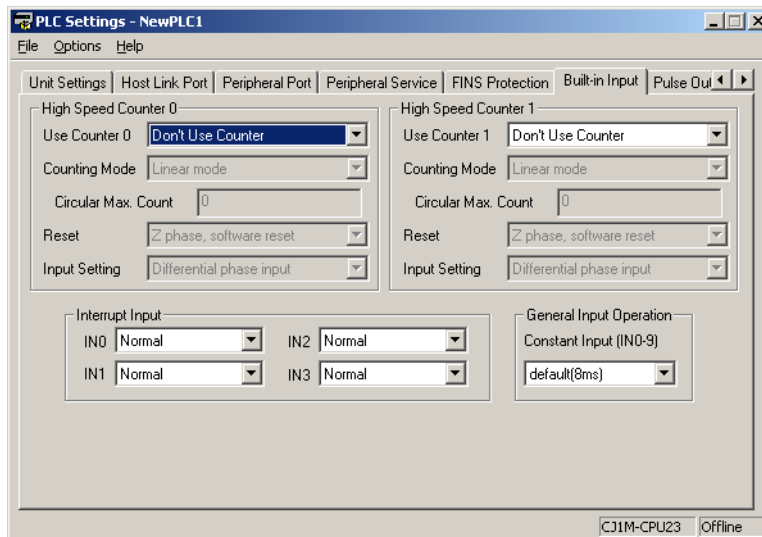 PLC Settings - NewPLC1
File Options Help
Unit Settings Host Link Port Peripheral Port Peripheral Service FINS Protection Built-in Input Pulse Ou
High Speed Counter 0
Use Counter 0 Don't Use Counter
Counting Mode Linear mode
Circular Max. Count 0
Reset Z phase, software reset
Input Setting Differential phase input
High Speed Counter 1
Use Counter 1 Don't Use Counter
Counting Mode Linear mode
Circular Max. Count 0
Reset Z phase, software reset
Input Setting Differential phase input
Interrupt Input
IN0 Normal IN2 Normal
IN1 Normal IN3 Normal
General Input Operation
Constant Input (IN0-9)
default(8ms)
CJ1M-CPU23 Offline